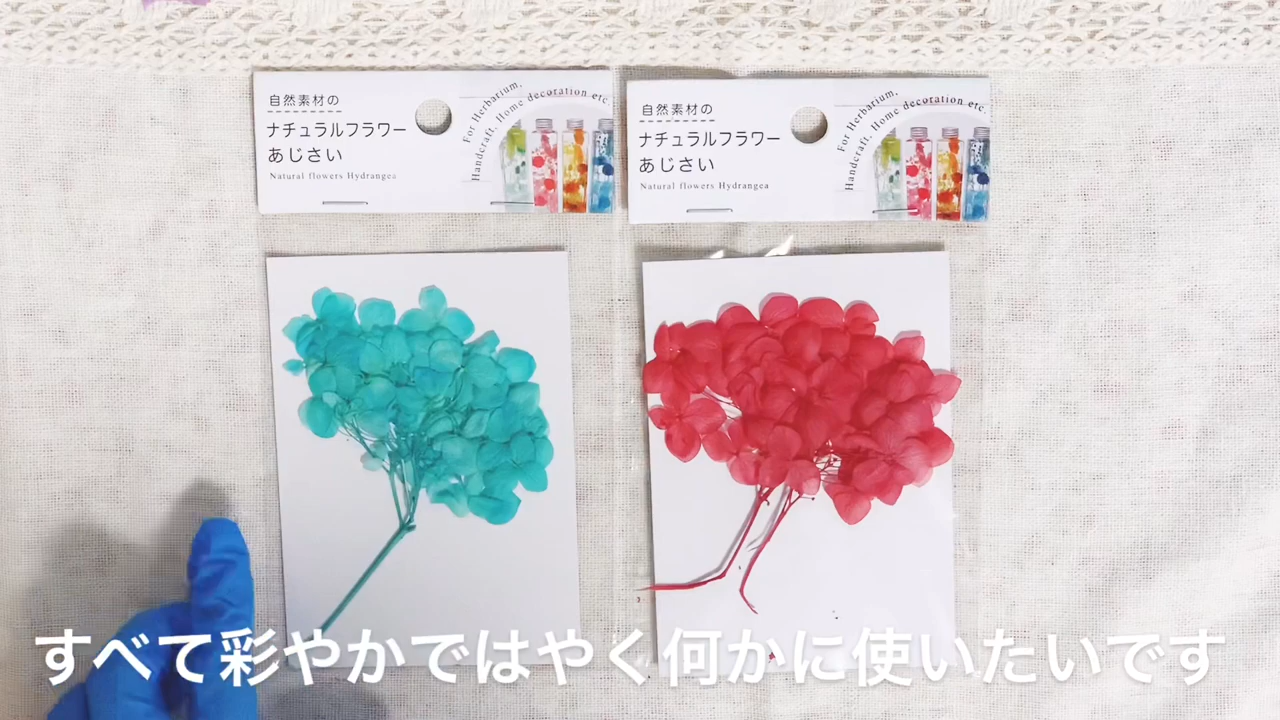 自然素材の
ナチュラルフラワー
あじさい
Natural flowers Hydrangea
For Herbarium,
Handcraft, Home decoration etc.
自然素材の
ナチュラルフラワー
あじさい
Natural flowers Hydrangea
For Herbarium,
Handcraft, Home decoration etc.
すべて彩やかではやく何かに使いたいです